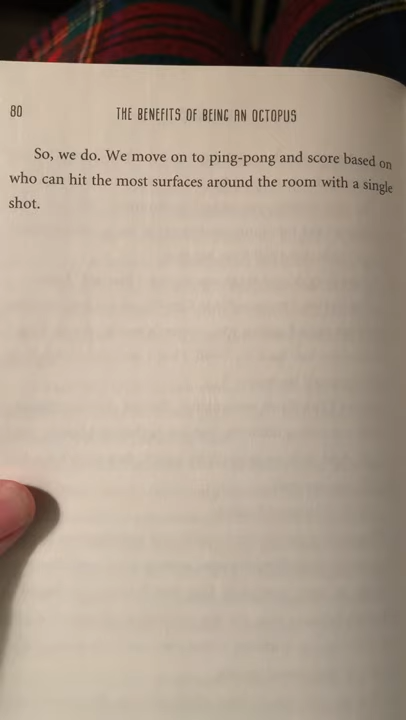 80
THE BENEFITS OF BEING AN OCTOPUS
So, we do. We move on to ping-pong and score based on
who can hit the most surfaces around the room with a single
shot.